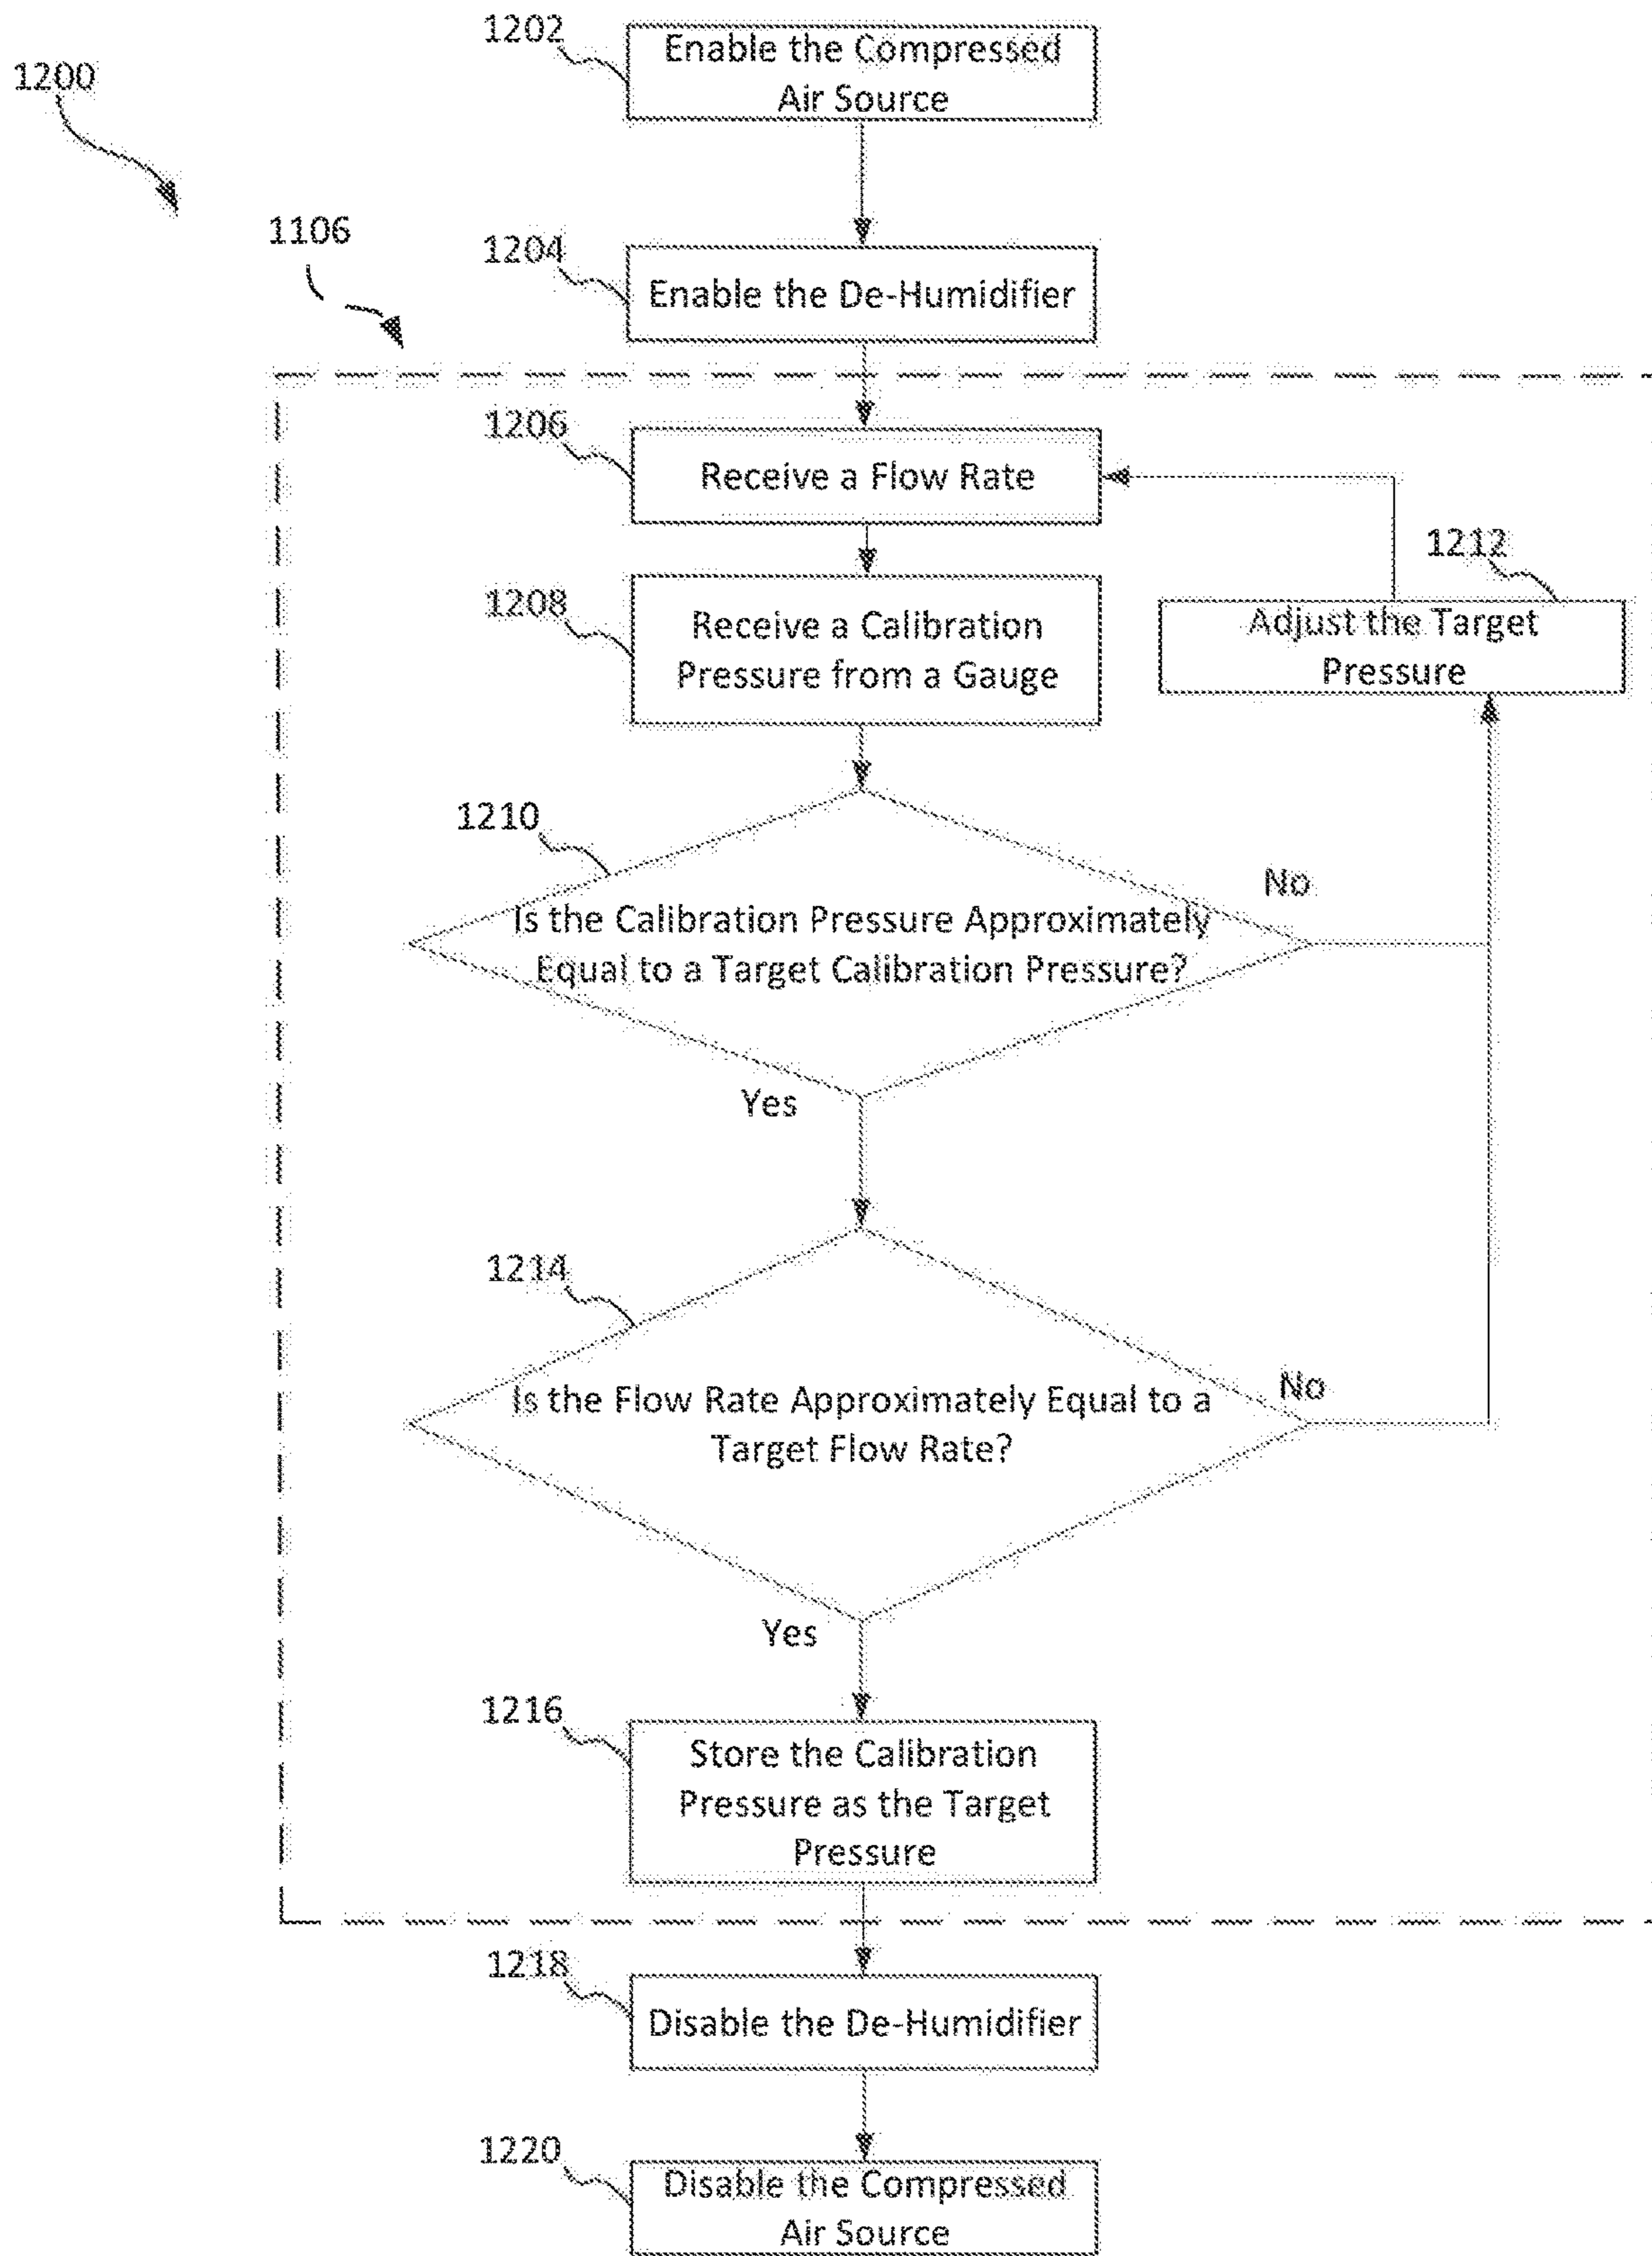 1200
1202
Enable the Compressed
Air Source
1106
1204
Enable the De-Humidifier
1206
Receive a Flow Rate
1208
Receive a Calibration
Pressure from a Gauge
1212
Adjust the Target
Pressure
1210
Is the Calibration Pressure Approximately
Equal to a Target Calibration Pressure?
No
Yes
1214
Is the Flow Rate Approximately Equal to a
Target Flow Rate?
No
Yes
1216
Store the Calibration
Pressure as the Target
Pressure
1218
Disable the De-Humidifier
1220
Disable the Compressed
Air Source